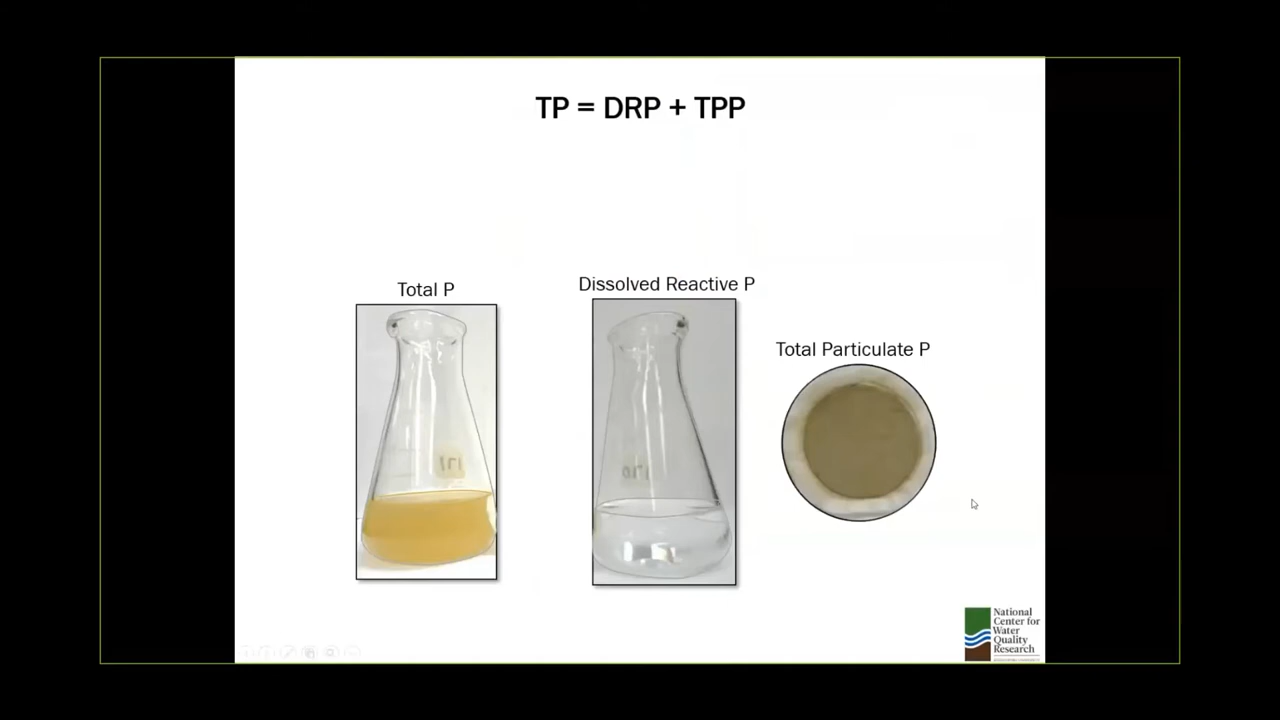 TP = DRP + TPP
Total P
Dissolved Reactive P
Total Particulate P
National
Center for
Water
Quality
Research